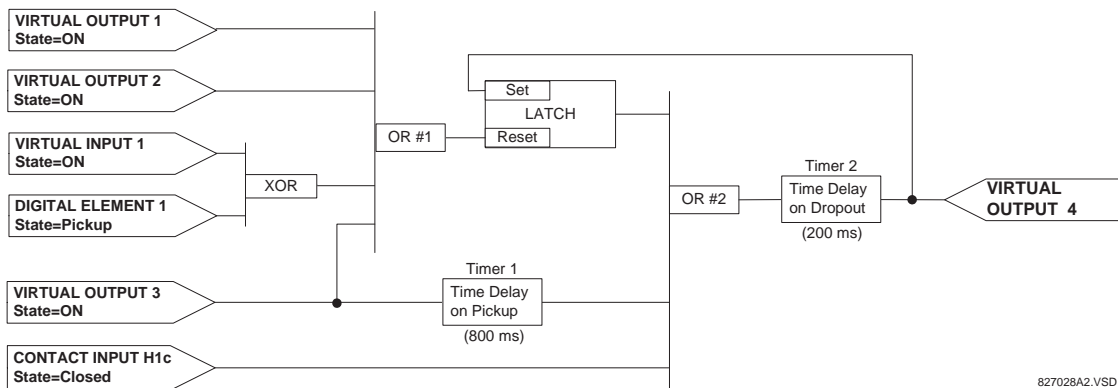 VIRTUAL OUTPUT 1
State=ON
VIRTUAL OUTPUT 2
State=ON
VIRTUAL INPUT 1
State=ON
DIGITAL ELEMENT 1
State=Pickup
VIRTUAL OUTPUT 3
State=ON
CONTACT INPUT H1c
State=Closed
XOR
OR #1
Set
LATCH
Reset
Timer 1
Time Delay
on Pickup
(800 ms)
OR #2
Timer 2
Time Delay
on Dropout
(200 ms)
VIRTUAL
OUTPUT 4
827028A2.VSD